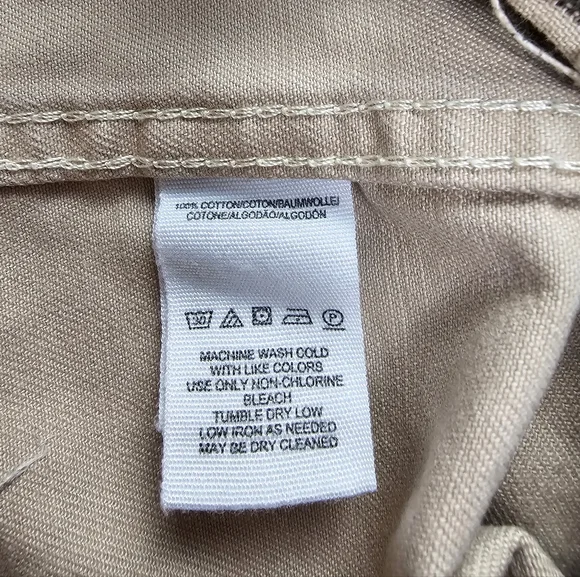 100% COTTON/COTON/BAUMWOLLE/
COTONE/ALGODÃO/ALGODÓN
30 P
MACHINE WASH COLD
WITH LIKE COLORS
USE ONLY NON-CHLORINE
BLEACH
TUMBLE DRY LOW
LOW IRON AS NEEDED
MAY BE DRY CLEANED